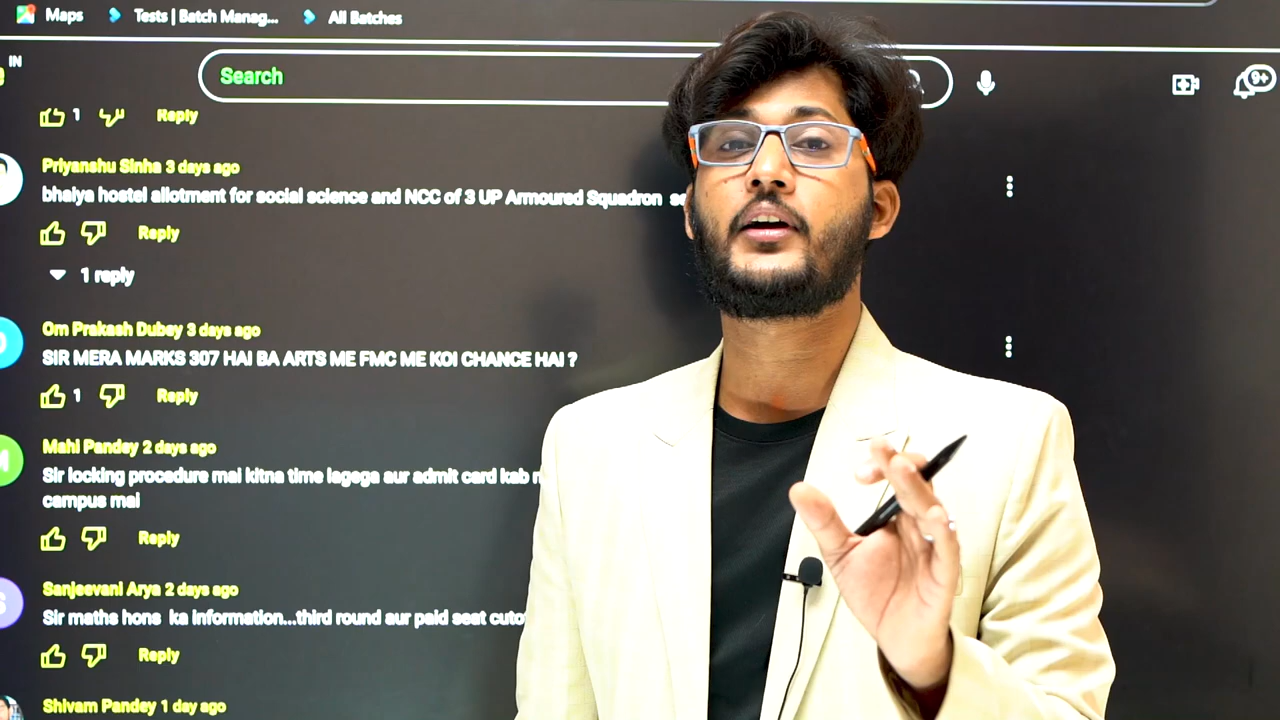 Maps
Tests | Batch Manag...
All Batches
IN
Search
9+
1
Reply
Priyanshu Sinha 3 days ago
bhaiya hostel allotment for social science and NCC of 3 UP Armoured Squadron
Reply
1 reply
Om Prakash Dubey 3 days ago
SIR MERA MARKS 307 HAI BA ARTS ME FMC ME KOI CHANCE HAI ?
1
Reply
Mahi Pandey 2 days ago
Sir locking procedure mai kitna time lagega aur admit card kab
campus mai
Reply
Sanjeevani Arya 2 days ago
Sir maths hons ka information...third round aur paid seat
Reply
Shivam Pandey 1 day ago